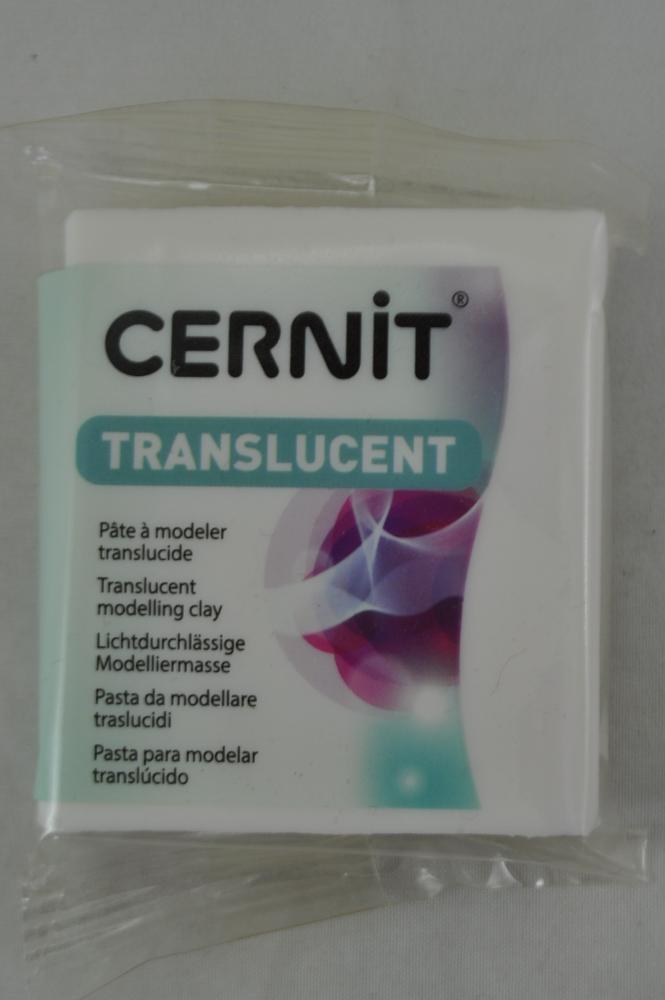 CERNiT®
TRANSLUCENT
Pâte à modeler
translucide
Translucent
modelling clay
Lichtdurchlässige
Modelliermasse
Pasta da modellare
traslucidi
Pasta para modelar
translúcido